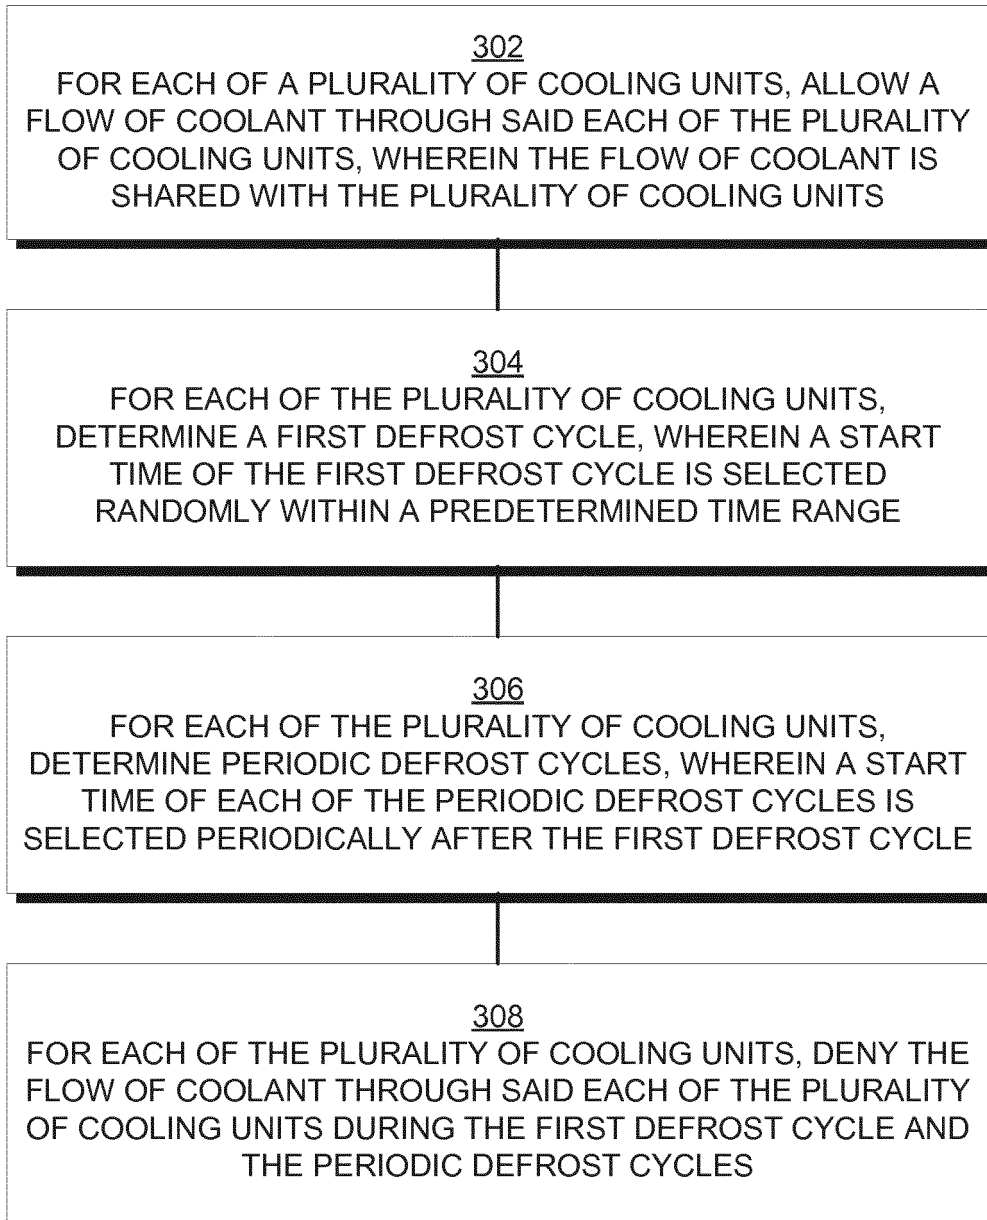 302
FOR EACH OF A PLURALITY OF COOLING UNITS, ALLOW A
FLOW OF COOLANT THROUGH SAID EACH OF THE PLURALITY
OF COOLING UNITS, WHEREIN THE FLOW OF COOLANT IS
SHARED WITH THE PLURALITY OF COOLING UNITS
304
FOR EACH OF THE PLURALITY OF COOLING UNITS,
DETERMINE A FIRST DEFROST CYCLE, WHEREIN A START
TIME OF THE FIRST DEFROST CYCLE IS SELECTED
RANDOMLY WITHIN A PREDETERMINED TIME RANGE
306
FOR EACH OF THE PLURALITY OF COOLING UNITS,
DETERMINE PERIODIC DEFROST CYCLES, WHEREIN A START
TIME OF EACH OF THE PERIODIC DEFROST CYCLES IS
SELECTED PERIODICALLY AFTER THE FIRST DEFROST CYCLE
308
FOR EACH OF THE PLURALITY OF COOLING UNITS, DENY THE
FLOW OF COOLANT THROUGH SAID EACH OF THE PLURALITY
OF COOLING UNITS DURING THE FIRST DEFROST CYCLE AND
THE PERIODIC DEFROST CYCLES